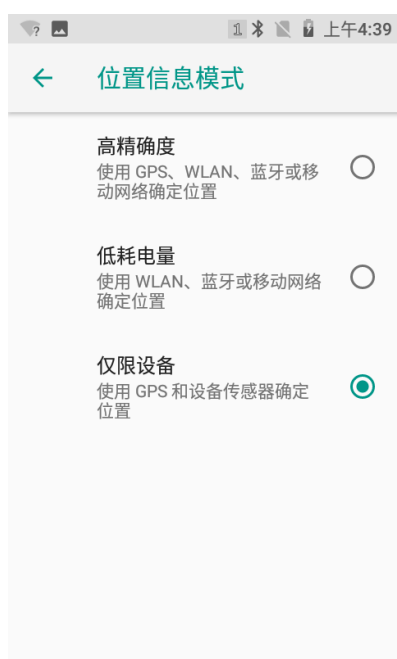 1 上午4:39
位置信息模式
高精确度
使用 GPS、WLAN、蓝牙或移
动网络确定位置
低耗电量
使用 WLAN、蓝牙或移动网络
确定位置
仅限设备
使用 GPS 和设备传感器确定
位置